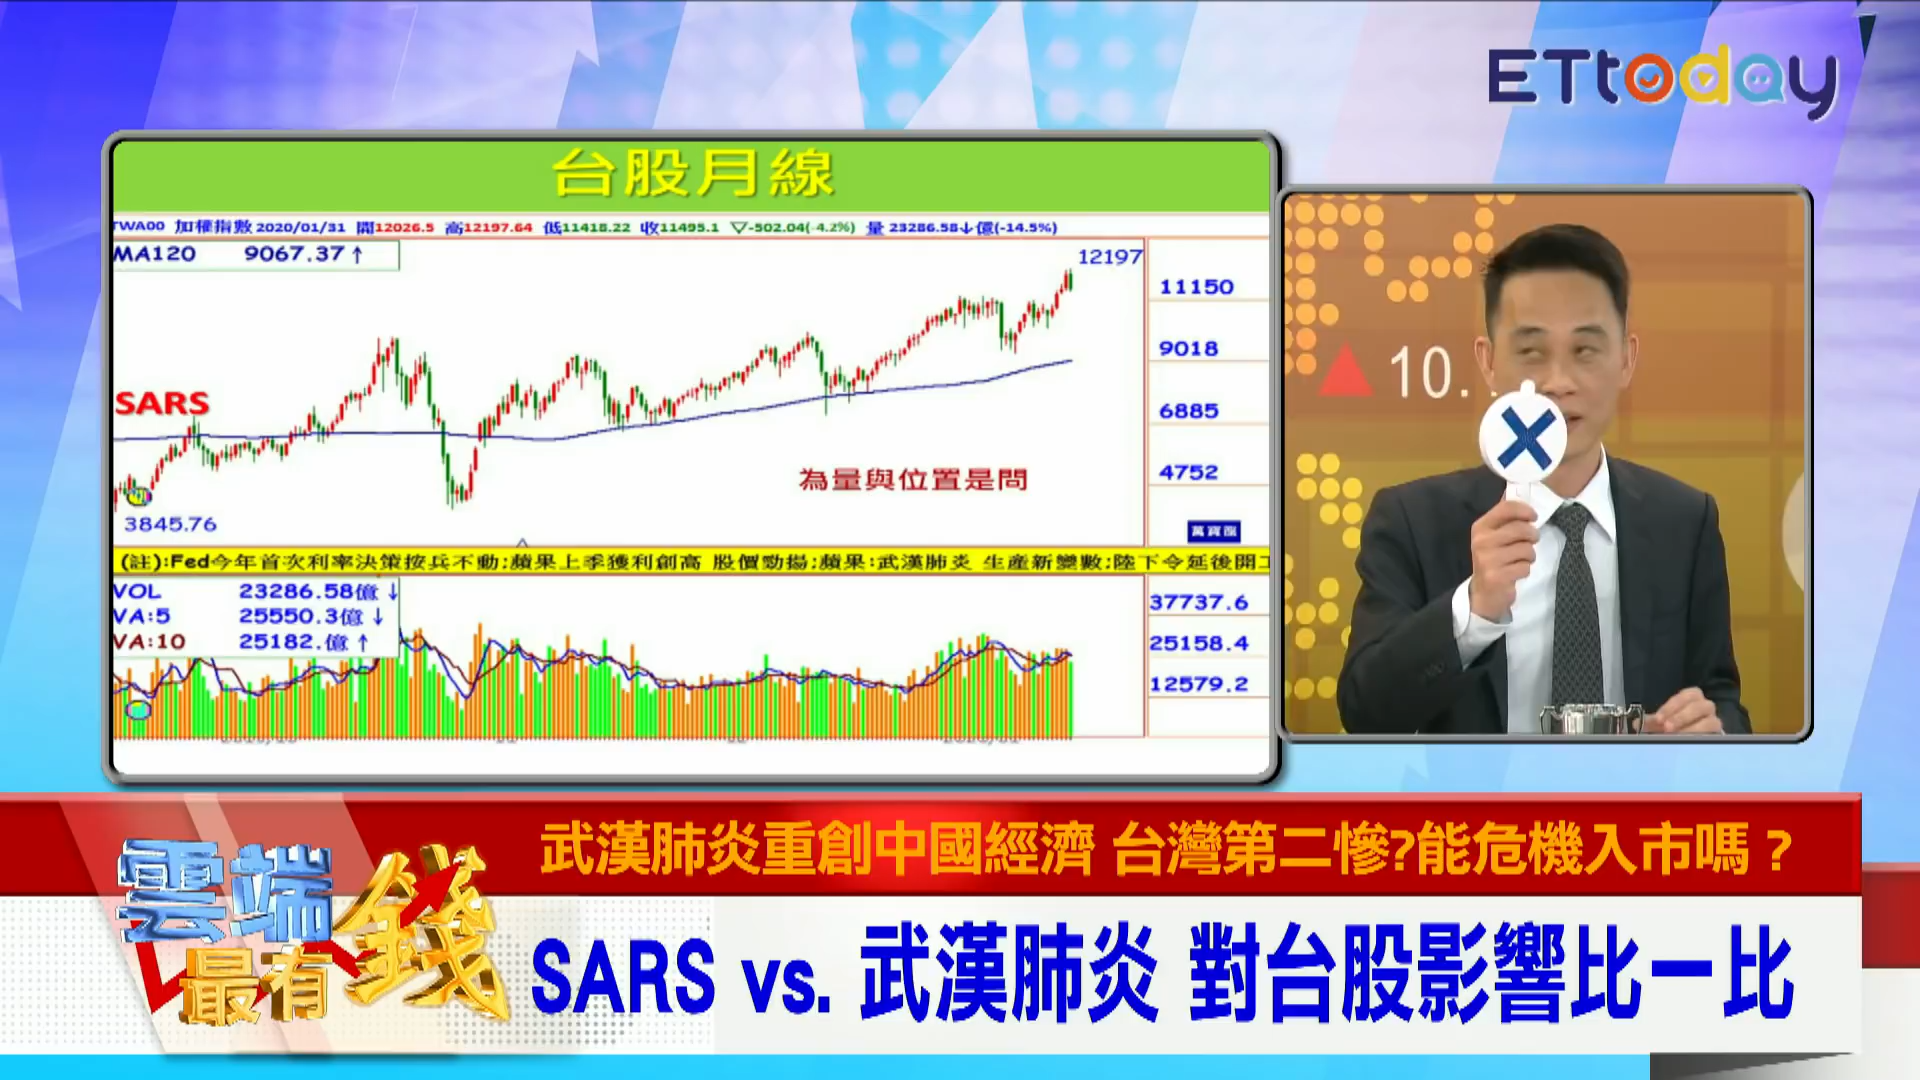 ETtoday
台股月線
TWA00 加權指數 2020/01/31 開12026.5 高12197.64 低11418.22 收11495.1 ▽-502.04(-4.2%) 量 23286.58↓億(-14.5%)
MA120 9067.37↑
12197
11150
9018
6885
4752
SARS
3845.76
為量與位置是問
萬寶龍
(註):Fed今年首次利率決策按兵不動;蘋果上季獲利創高 股價勁揚;蘋果:武漢肺炎 生產新變數;陸下令延後開工
VOL 23286.58億↓
VA:5 25550.3億↓
VA:10 25182.億↑
37737.6
25158.4
12579.2
▲10.
雲端
最有錢
武漢肺炎重創中國經濟 台灣第二慘?能危機入市嗎？
SARS vs. 武漢肺炎 對台股影響比一比